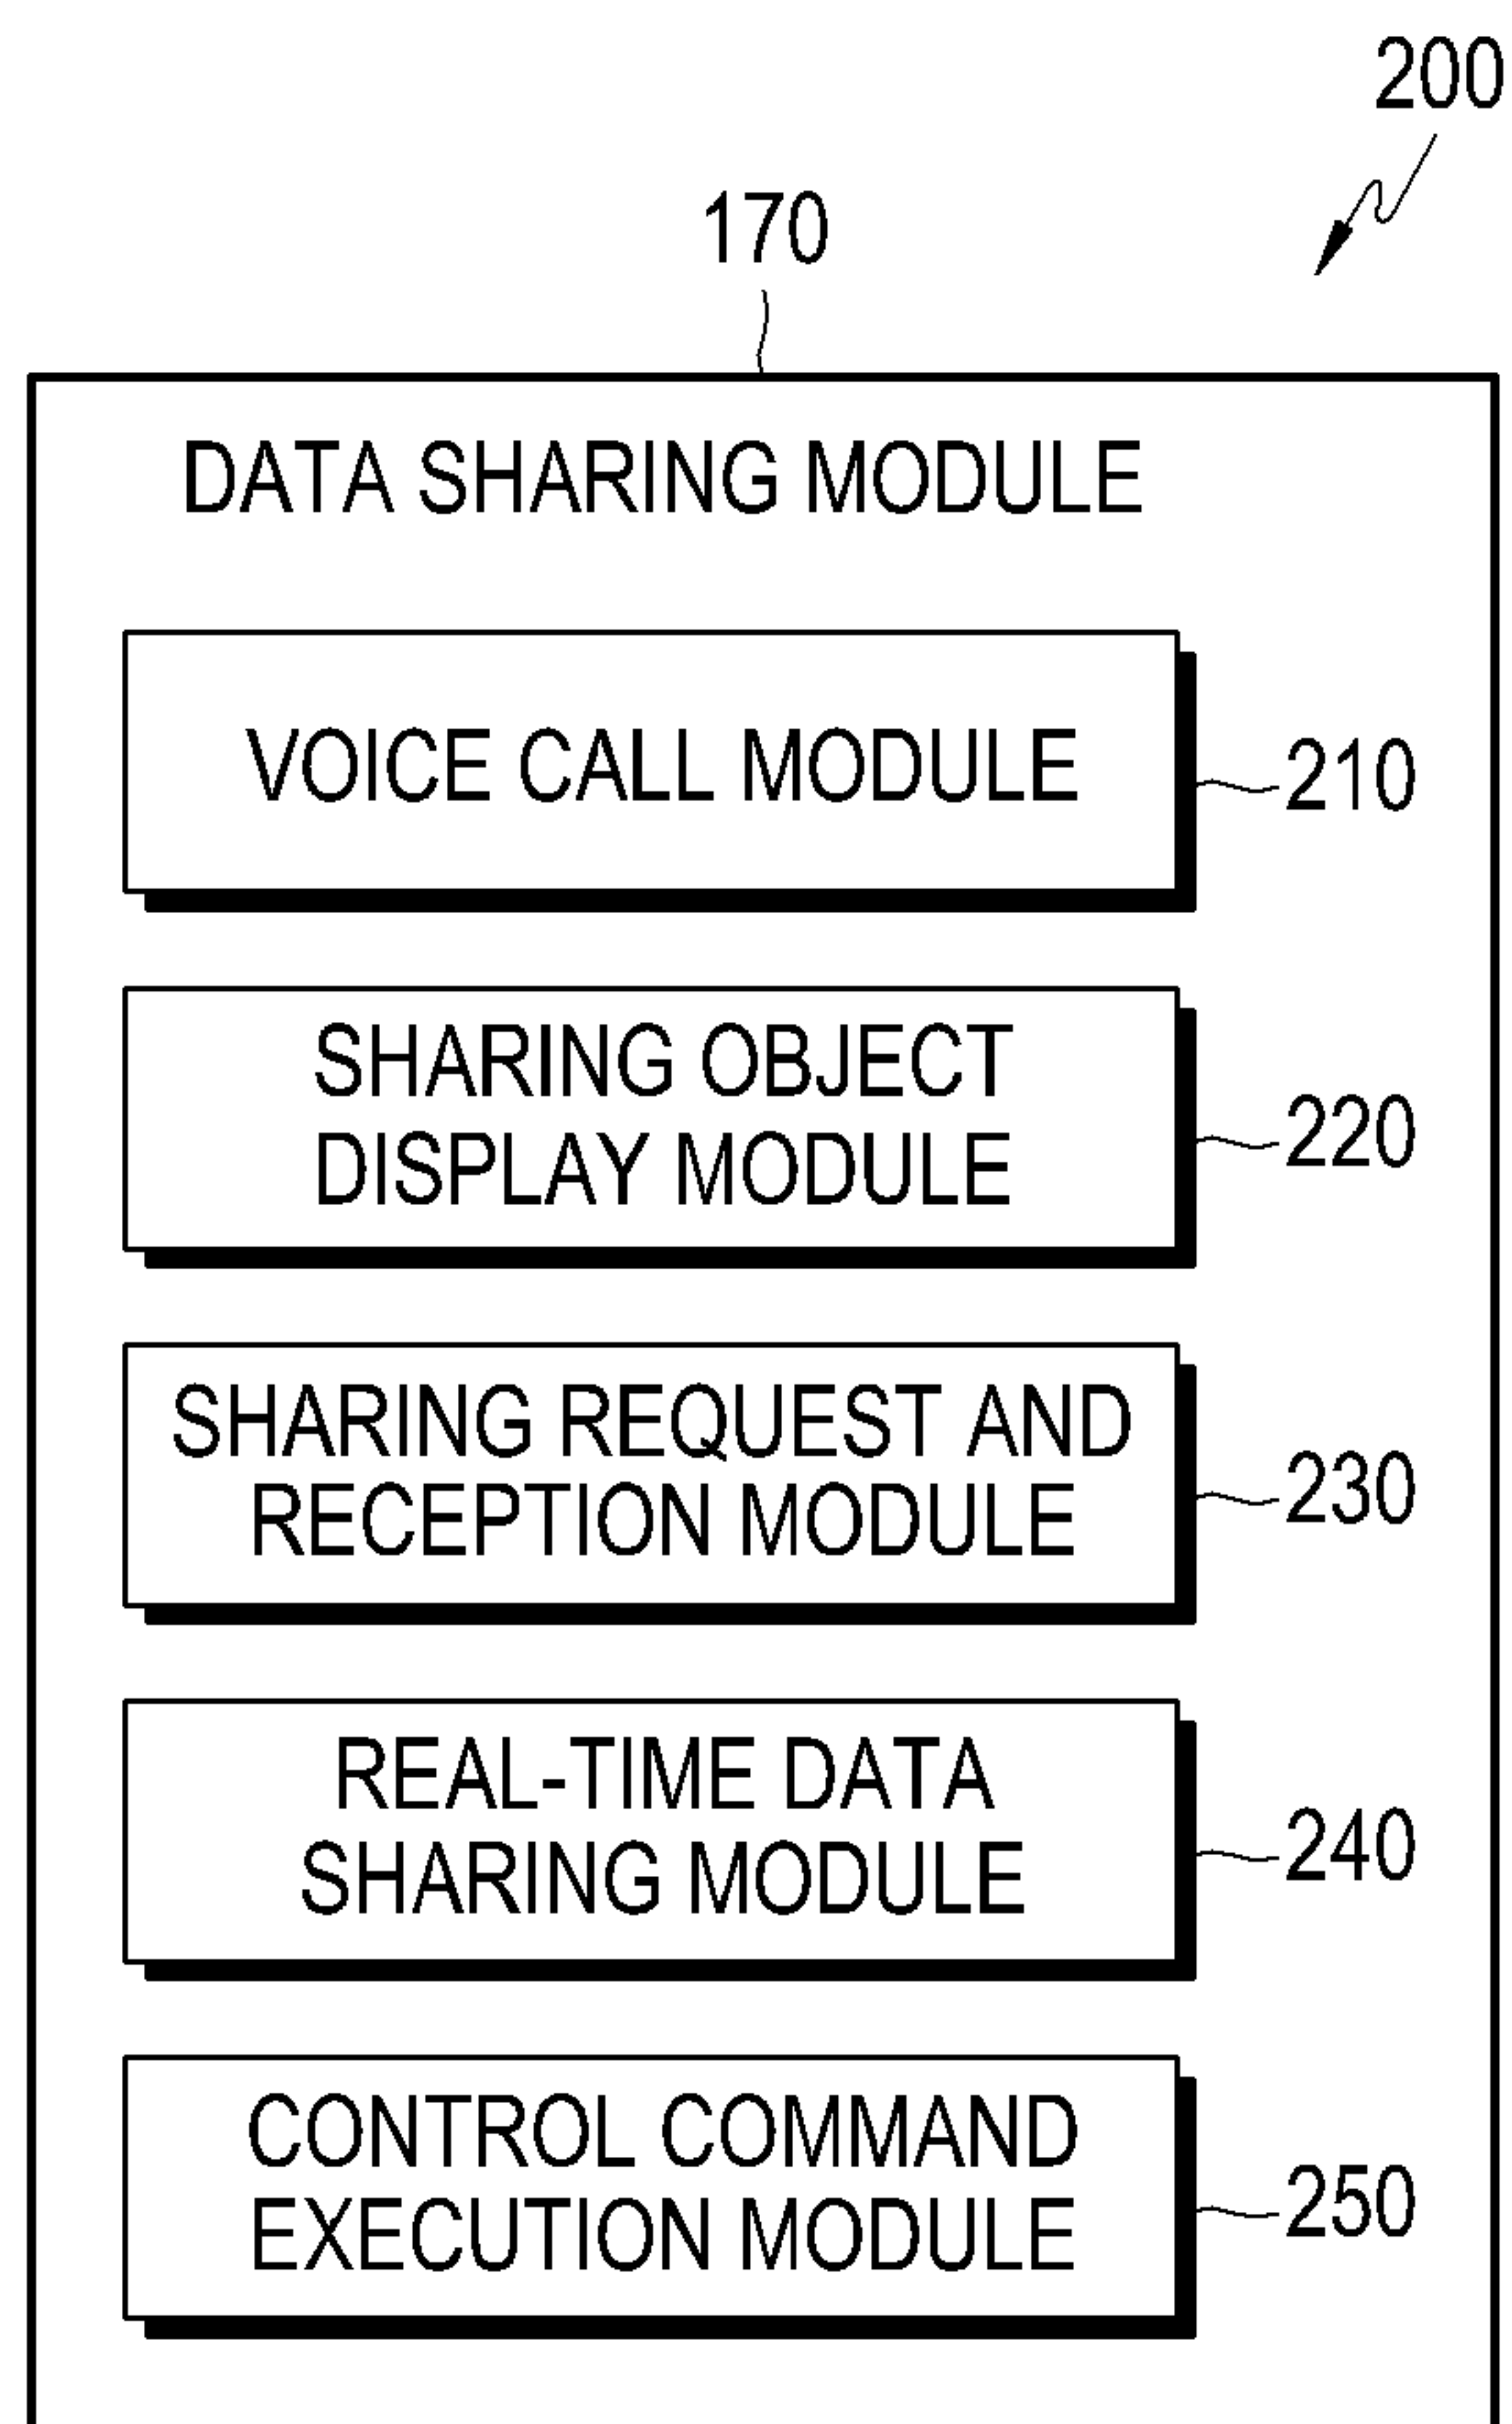 200
170
DATA SHARING MODULE
VOICE CALL MODULE
210
SHARING OBJECT
DISPLAY MODULE
220
SHARING REQUEST AND
RECEPTION MODULE
230
REAL-TIME DATA
SHARING MODULE
240
CONTROL COMMAND
EXECUTION MODULE
250